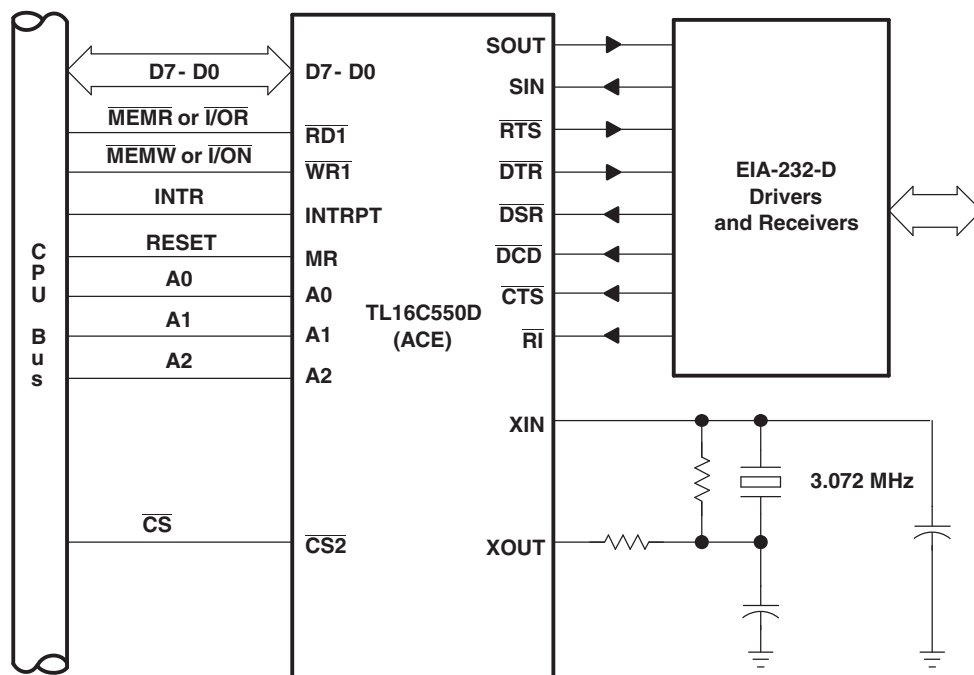 CPU Bus
D7- D0
MEMR or I/OR
MEMW or I/ON
INTR
RESET
A0
A1
A2
CS
D7- D0
RD1
WR1
INTRPT
MR
A0
A1
A2
CS2
TL16C550D
(ACE)
SOUT
SIN
RTS
DTR
DSR
DCD
CTS
RI
XIN
XOUT
EIA-232-D
Drivers
and Receivers
3.072 MHz